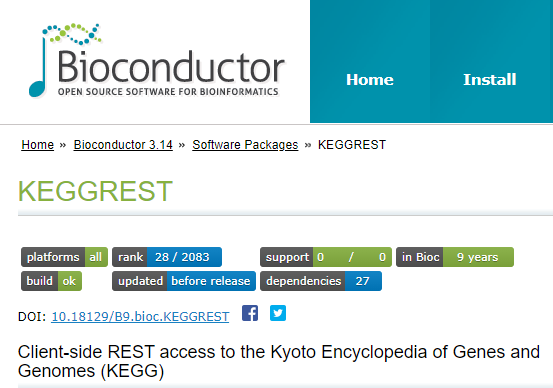 Bioconductor
OPEN SOURCE SOFTWARE FOR BIOINFORMATICS
Home Install
Home » Bioconductor 3.14 » Software Packages » KEGGREST
KEGGREST
platforms all rank 28 / 2083 support 0 / 0 in Bioc 9 years
build ok updated before release dependencies 27
DOI: 10.18129/B9.bioc.KEGGREST
Client-side REST access to the Kyoto Encyclopedia of Genes and
Genomes (KEGG)